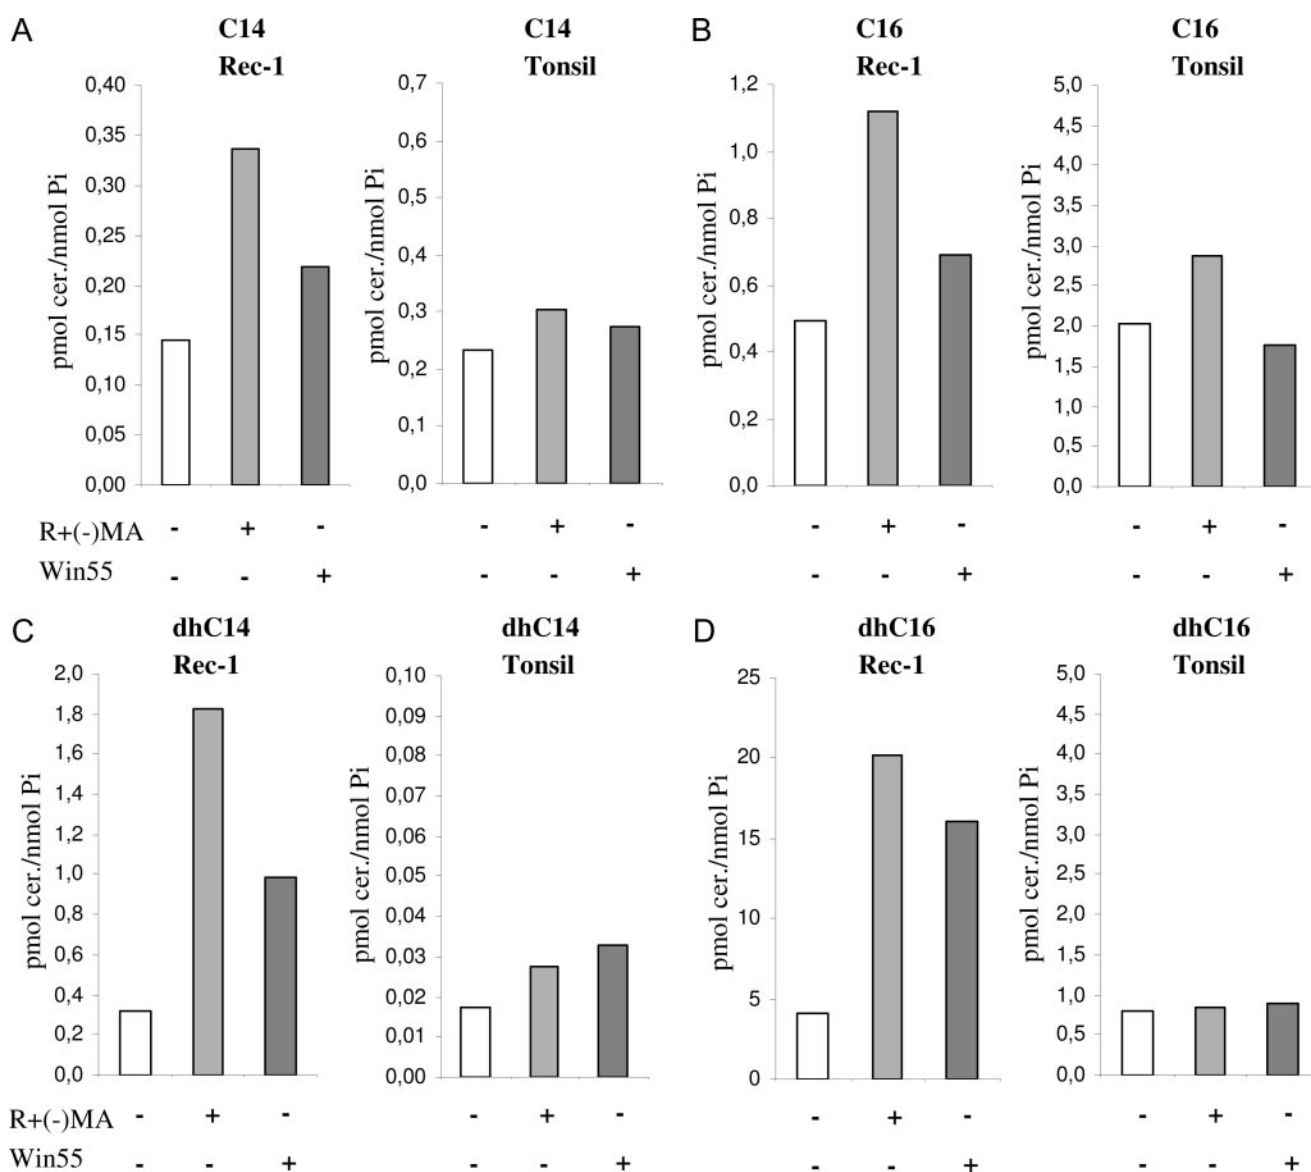 A
C14
Rec-1
pmol cer./nmol Pi
0,40
0,35
0,30
0,25
0,20
0,15
0,10
0,05
0,00
C14
Tonsil
pmol cer./nmol Pi
0,7
0,6
0,5
0,4
0,3
0,2
0,1
0,0
B
C16
Rec-1
pmol cer./nmol Pi
1,2
1,0
0,8
0,6
0,4
0,2
0,0
C16
Tonsil
pmol cer./nmol Pi
5,0
4,5
4,0
3,5
3,0
2,5
2,0
1,5
1,0
0,5
0,0
R+(-)MA - + - - + - - + - - + -
Win55 - - + - - + - - + - - +
C
dhC14
Rec-1
pmol cer./nmol Pi
2,0
1,8
1,6
1,4
1,2
1,0
0,8
0,6
0,4
0,2
0,0
dhC14
Tonsil
pmol cer./nmol Pi
0,10
0,09
0,08
0,07
0,06
0,05
0,04
0,03
0,02
0,01
0,00
D
dhC16
Rec-1
pmol cer./nmol Pi
25
20
15
10
5
0
dhC16
Tonsil
pmol cer./nmol Pi
5,0
4,5
4,0
3,5
3,0
2,5
2,0
1,5
1,0
0,5
0,0
R+(-)MA - + - - + - - + - - + -
Win55 - - + - - + - - + - - +